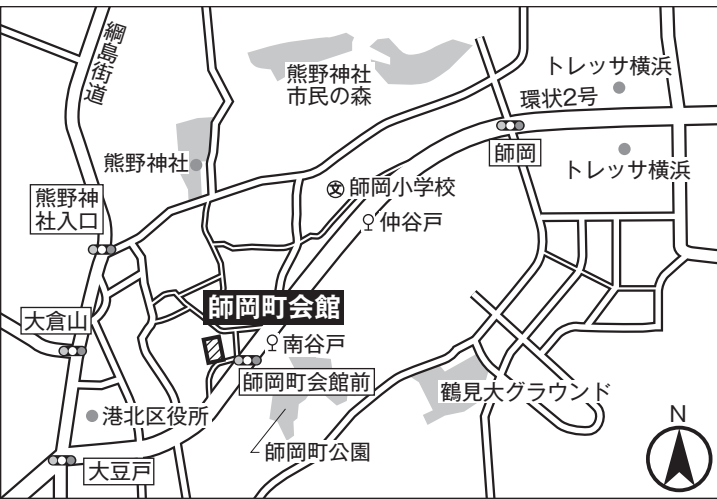 綱島街道
熊野神社
市民の森
トレッサ横浜
環状2号
師岡
トレッサ横浜
熊野神社
文
師岡小学校
熊野神
社入口
仲谷戸
師岡町会館
大倉山
南谷戸
師岡町会館前
鶴見大グラウンド
港北区役所
師岡町公園
大豆戸
N